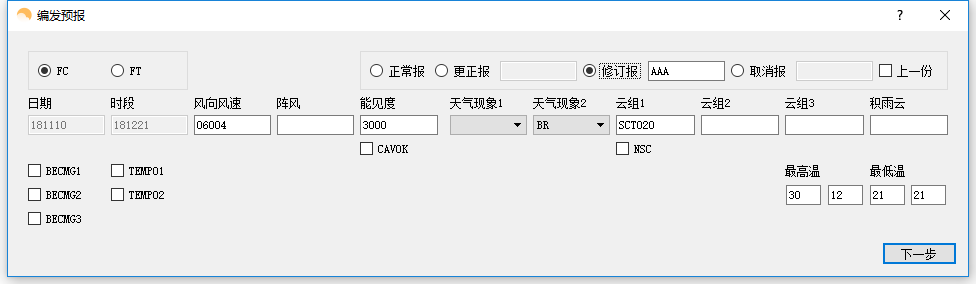 编发预报
FC FT 正常报 更正报 修订报 AAA 取消报 上一份
日期 时段 风向风速 阵风 能见度 天气现象1 天气现象2 云组1 云组2 云组3 积雨云
181110 181221 06004 3000 BR SCT020
CAVOK NSC
BECMG1 TEMPO1 最高温 最低温
BECMG2 TEMPO2 30 12 21 21
BECMG3
下一步